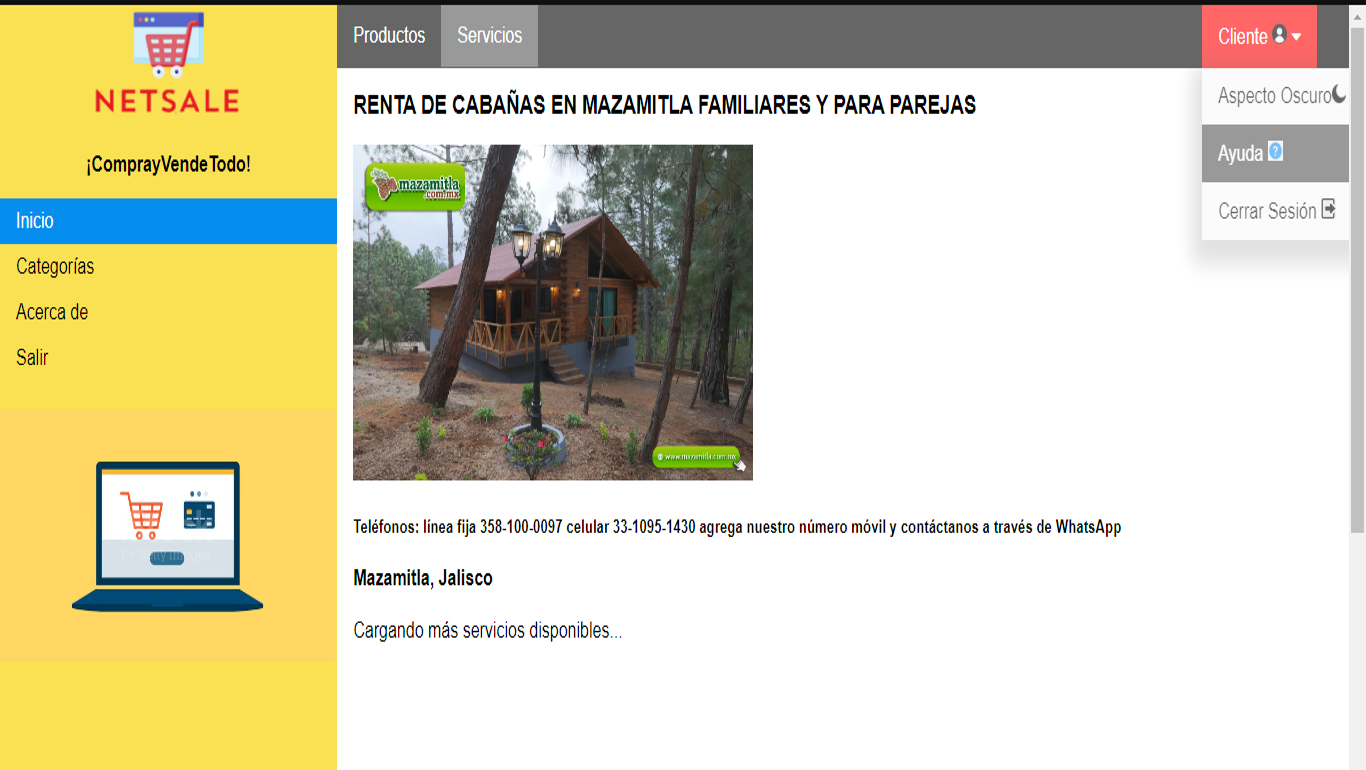 NETSALE
¡ComprayVendeTodo!
Inicio
Categorías
Acerca de
Salir
Productos
Servicios
Cliente
Aspecto Oscuro
Ayuda ?
Cerrar Sesión
RENTA DE CABAÑAS EN MAZAMITLA FAMILIARES Y PARA PAREJAS
mazamitla
.com.mx
www.mazamitla.com.mx
Teléfonos: línea fija 358-100-0097 celular 33-1095-1430 agrega nuestro número móvil y contáctanos a través de WhatsApp
Mazamitla, Jalisco
Cargando más servicios disponibles...